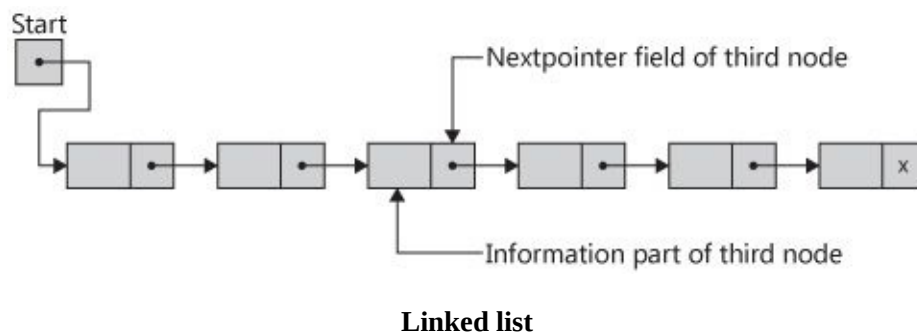 Start
Nextpointer field of third node
x
Information part of third node
Linked list